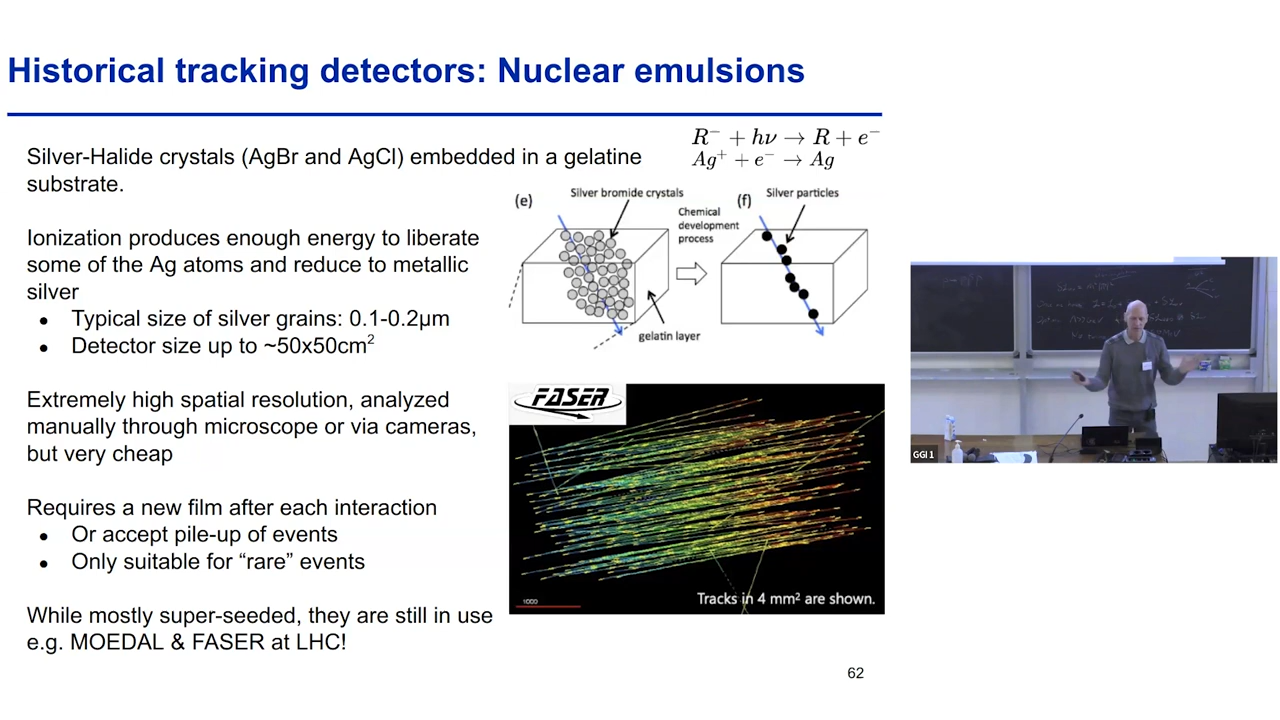 Historical tracking detectors: Nuclear emulsions
Silver-Halide crystals (AgBr and AgCl) embedded in a gelatine
substrate.
R⁻ + hν → R + e⁻
Ag⁺ + e⁻ → Ag
Ionization produces enough energy to liberate
some of the Ag atoms and reduce to metallic
silver
● Typical size of silver grains: 0.1-0.2μm
● Detector size up to ~50x50cm²
(e)
Silver bromide crystals
Chemical
development
process
gelatin layer
(f)
Silver particles
Extremely high spatial resolution, analyzed
manually through microscope or via cameras,
but very cheap
Requires a new film after each interaction
● Or accept pile-up of events
● Only suitable for “rare” events
While mostly super-seeded, they are still in use
e.g. MOEDAL & FASER at LHC!
FASER
1000
Tracks in 4 mm² are shown.
62
GGI 1